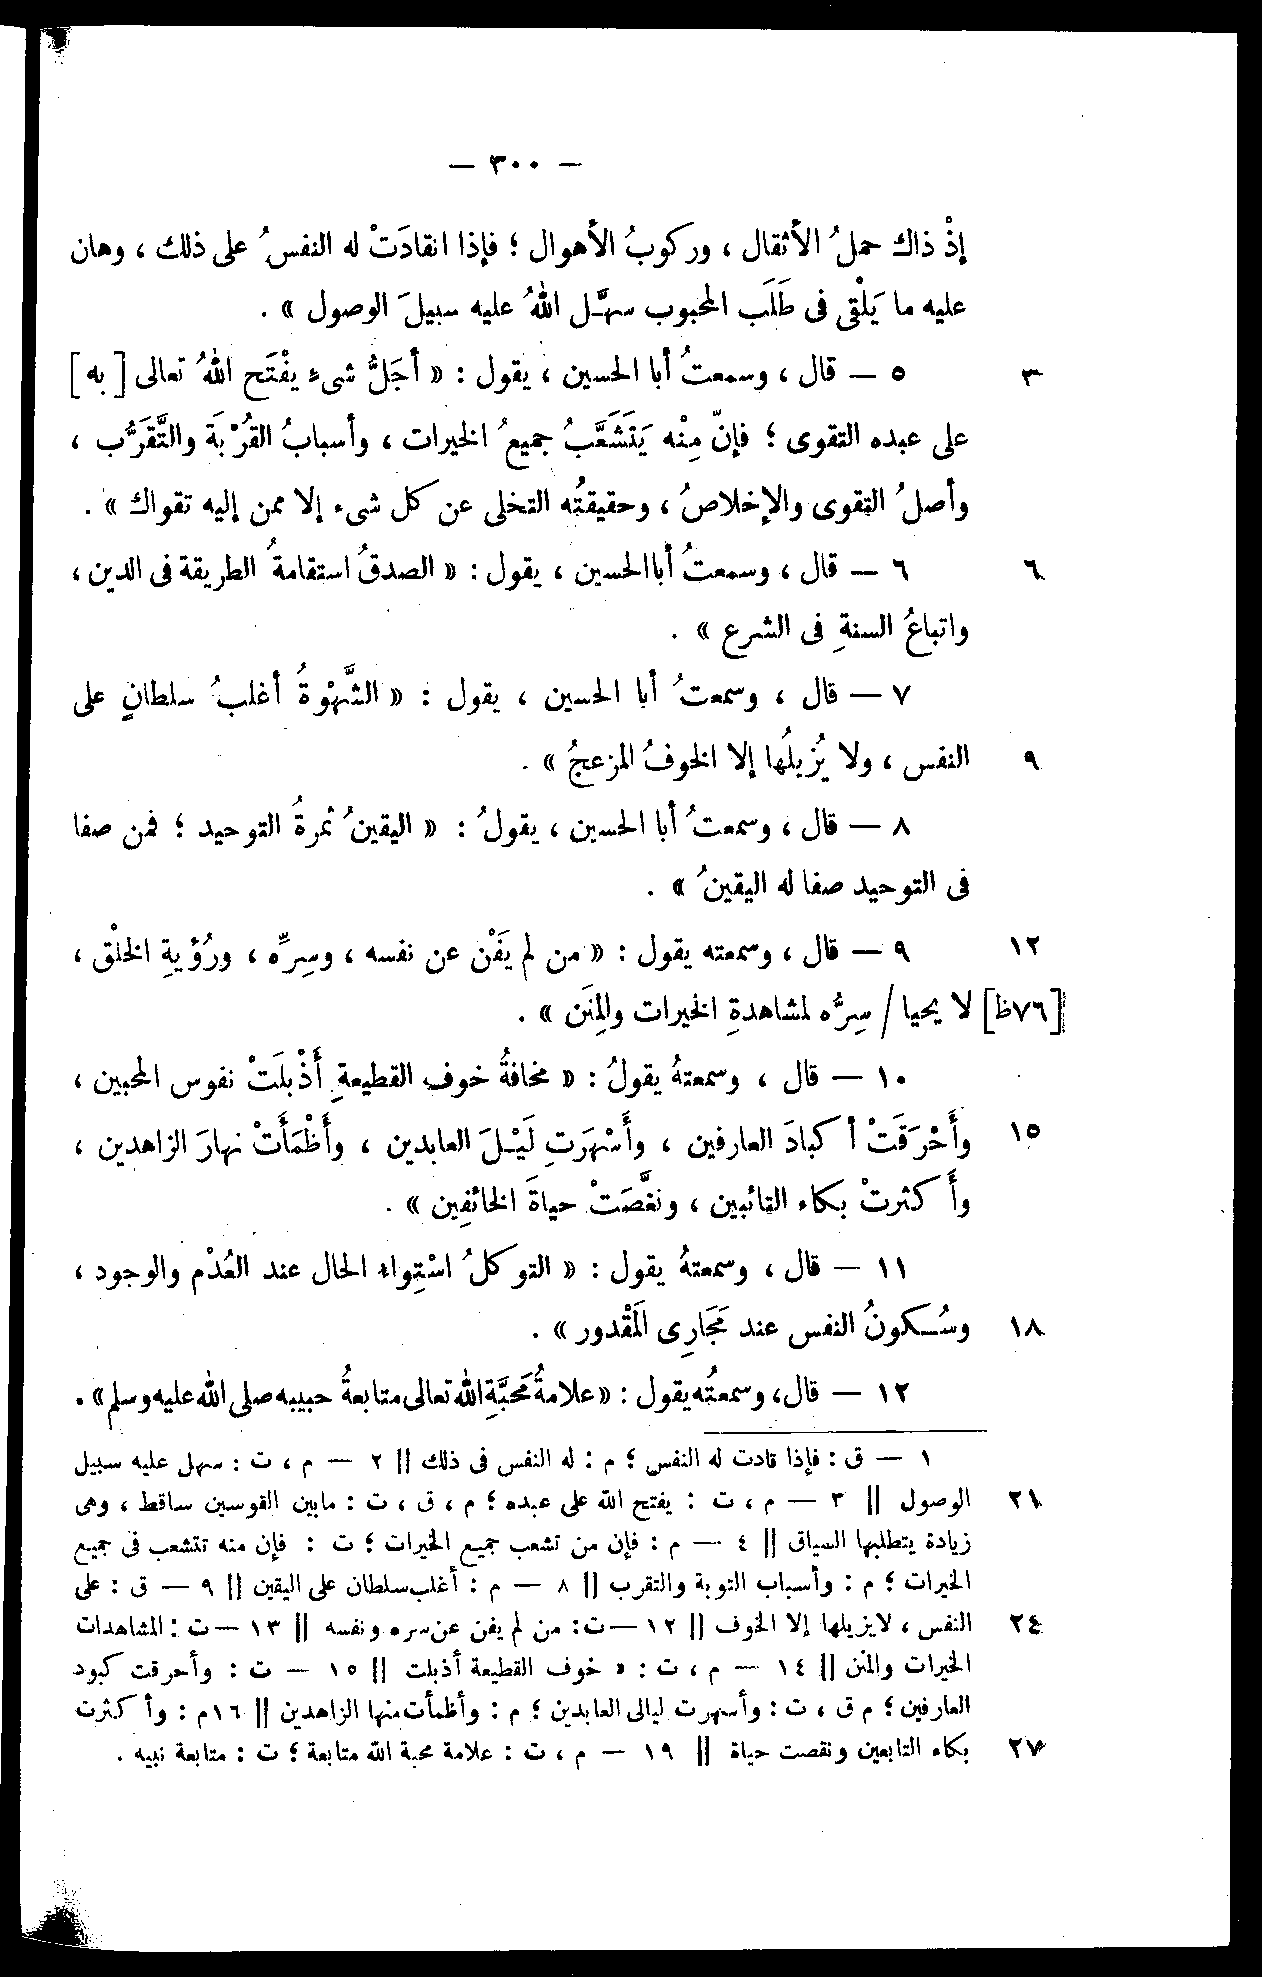 — ٣٠٠ —
إذْ ذاك حملُ الأثقال ، وركوبُ الأهوال ؛ فإذا انقادَتْ له النفسُ على ذلك ، وهان
عليه ما يَلْقى فى طَلَب المحبوب سهَّل اللهُ عليه سبيلَ الوصول » .
٣ ٥ — قال ، وسمعتُ أبا الحسين ، يقول : « أجَلُّ شىء يفْتَح اللهُ تعالى [ به ]
على عبده التقوى ؛ فإنّ مِنْه يَتَشَعَّبُ جميعُ الخيرات ، وأسبابُ القُرْبَة والتَّقَرُّب ،
وأصلُ التقوى والإخلاصُ ، وحقيقتُه التخلى عن كل شىء إلا ممن إليه تقواك » .
٦ ٦ — قال ، وسمعتُ أبا الحسين ، يقول : « الصدقُ استقامةُ الطريقة فى الدين ،
واتباعُ السنةِ فى الشرع » .
٧ — قال ، وسمعتُ أبا الحسين ، يقول : « الشَّهْوةُ أغلبُ سلطانٍ على
٩ النفس ، ولا يُزيلُها إلا الخوفُ المزعجُ » .
٨ — قال ، وسمعتُ أبا الحسين ، يقولُ : « اليقينُ ثمرةُ التوحيد ؛ فمن صفا
فى التوحيد صفا له اليقينُ » .
١٢ ٩ — قال ، وسمعته يقول : « من لم يَفْن عن نفسه ، وسِرِّه ، ورُؤيةِ الخلْق ،
[٧٦ظ] لا يحيا / سِرُّه لمشاهدةِ الخيرات والمِنَن » .
١٠ — قال ، وسمعتهُ يقولُ : « مخافةُ خوف القطيعةِ أَذْبلَتْ نفوس المحبين ،
١٥ وأَحْرَقَتْ أكبادَ العارفين ، وأَسْهَرَتِ لَيْلَ العابدين ، وأَظْمَأَتْ نهارَ الزاهدين ،
وأَكثرتْ بكاء التائبين ، ونغَّصَتْ حياةَ الخائفِين » .
١١ — قال ، وسمعتهُ يقول : « التوكلُ اسْتِواء الحال عند العُدْم والوجود ،
١٨ وسُكونُ النفس عند مَجَارِى المَقْدور » .
١٢ — قال، وسمعتُه يقول : « علامةُ مَحبَّةِ الله تعالى متابعةُ حبيبه صلى الله عليه وسلم » .
١ — ق : فإذا قادت له النفس ؛ م : له النفس فى ذلك || ٢ — م ، ت : سهل عليه سبيل
٢١ الوصول || ٣ — م ، ت : يفتح الله على عبده ؛ م ، ق ، ت : مابين القوسين ساقط ، وهى
زيادة يتطلبها السياق || ٤ — م : فإن من تشعب جميع الخيرات ؛ ت : فإن منه تتشعب فى جميع
الخيرات ؛ م : وأسباب التوبة والتقرب || ٨ — م : أغلب سلطان على اليقين || ٩ — ق : على
٢٤ النفس ، لا يزيلها إلا الخوف || ١٢ — ت : من لم يفن عن سره ونفسه || ١٣ — ت : المشاهدات
الخيرات والمنن || ١٤ — م ، ت : « خوف القطيعة أذبلت || ١٥ — ت : وأحرقت كبود
العارفين ؛ م ق ، ت : وأسهرت ليالى العابدين ؛ م : وأظمأت منها الزاهدين || ١٦ م : وأكثرت
٢٧ بكاء التابعين ونقصت حياة || ١٩ — م ، ت : علامة محبة الله متابعة ؛ ت : متابعة نبيه .